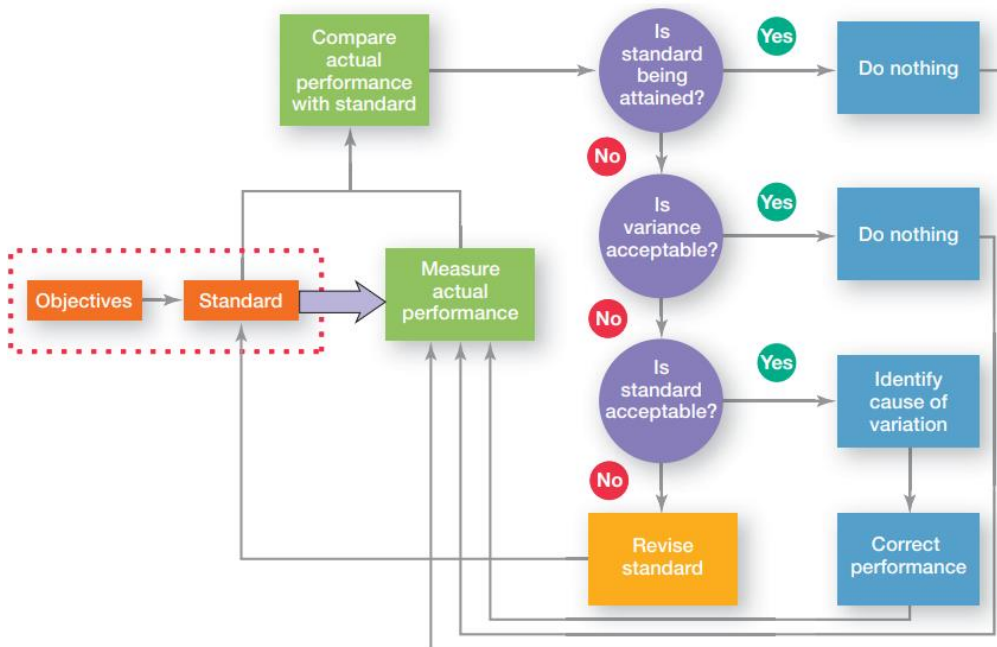 Compare
actual
performance
with standard
Is
standard
being
attained?
Yes
Do nothing
No
Is
variance
acceptable?
Yes
Do nothing
Objectives
Standard
Measure
actual
performance
No
Is
standard
acceptable?
Yes
Identify
cause of
variation
No
Revise
standard
Correct
performance